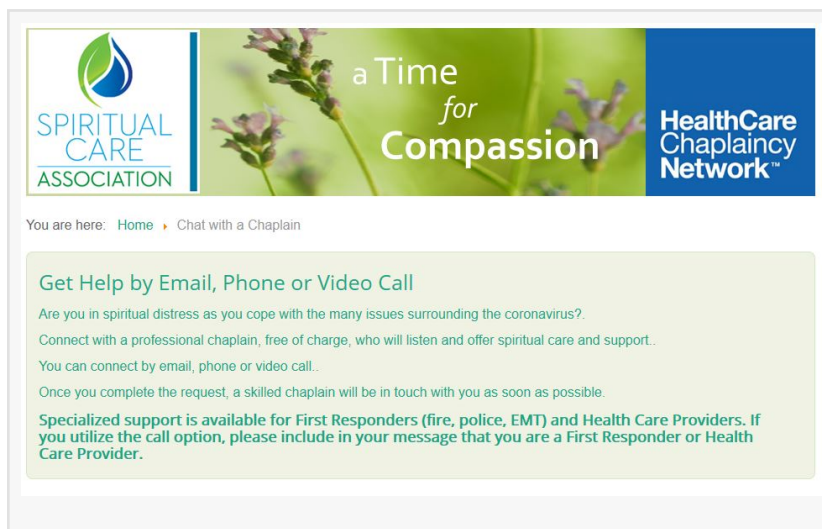 SPIRITUAL
CARE
ASSOCIATION
a Time
for
Compassion
HealthCare
Chaplaincy
Network™
You are here: Home Chat with a Chaplain
Get Help by Email, Phone or Video Call
Are you in spiritual distress as you cope with the many issues surrounding the coronavirus?.
Connect with a professional chaplain, free of charge, who will listen and offer spiritual care and support..
You can connect by email, phone or video call..
Once you complete the request, a skilled chaplain will be in touch with you as soon as possible.
Specialized support is available for First Responders (fire, police, EMT) and Health Care Providers. If
you utilize the call option, please include in your message that you are a First Responder or Health
Care Provider.